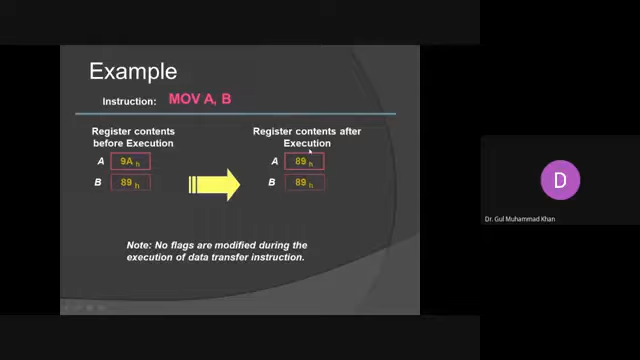 Example
Instruction: MOV A, B
Register contents before Execution
A 9A h
B 89 h
Register contents after Execution
A 89 h
B 89 h
Note: No flags are modified during the
execution of data transfer instruction.
D
Dr. Gul Muhammad Khan